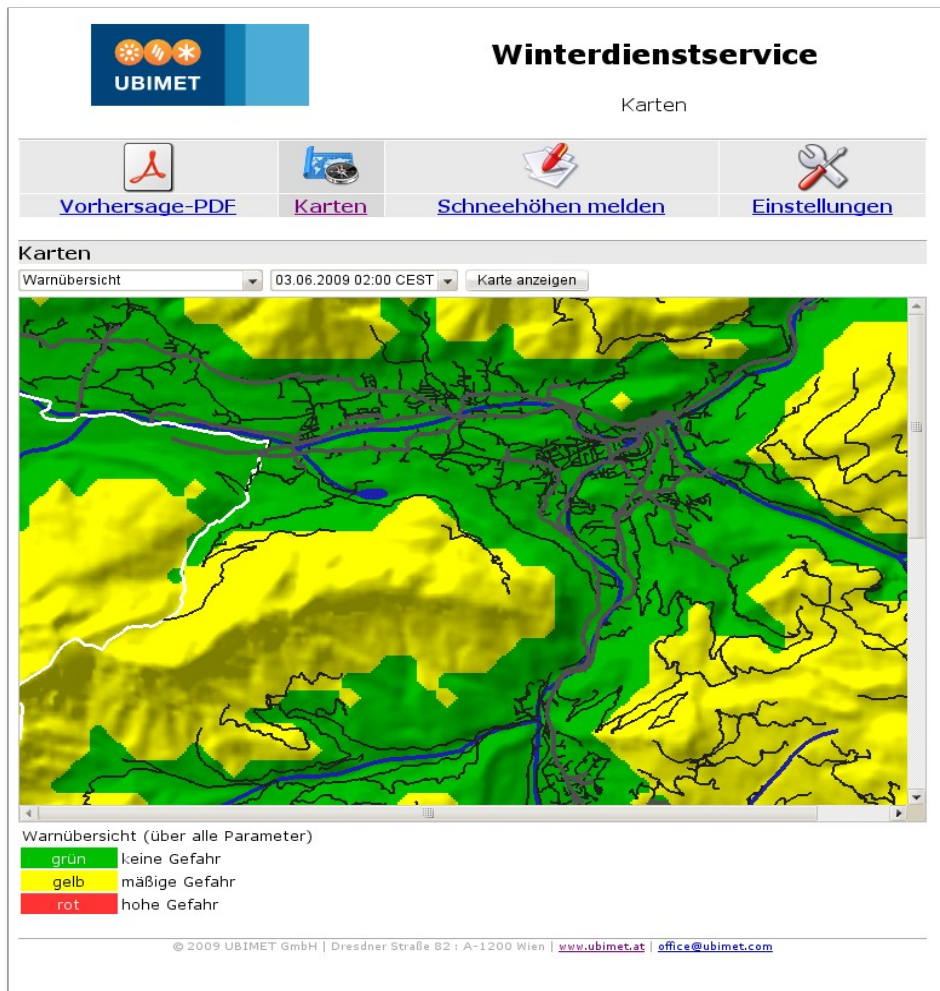 UBIMET
Winterdienstservice
Karten
Vorhersage-PDF Karten Schneehöhen melden Einstellungen
Karten
Warnübersicht 03.06.2009 02:00 CEST Karte anzeigen
Warnübersicht (über alle Parameter)
grün keine Gefahr
gelb mäßige Gefahr
rot hohe Gefahr
© 2009 UBIMET GmbH | Dresdner Straße 82 : A-1200 Wien | www.ubimet.at | office@ubimet.com